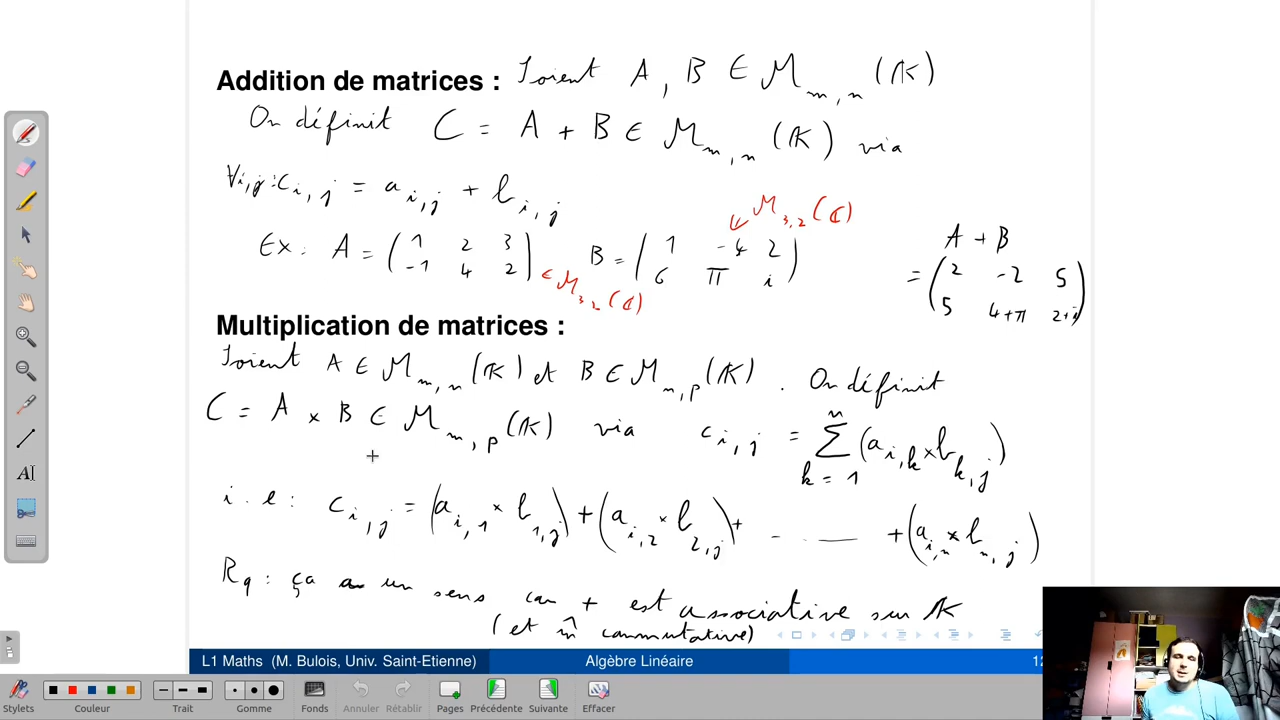 Addition de matrices : Soient A, B ∈ M_{m,n} (K)
On définit C = A + B ∈ M_{m,n} (K) via
∀i,j : c_{i,j} = a_{i,j} + b_{i,j}
∈ M_{3,2} (C)
Ex : A = ( 1 2 3 / -1 4 2 ) B = ( 1 -4 2 / 6 π i )
∈ M_{3,2} (C)
A + B
= ( 2 -2 5 / 5 4+π 2+i )
Multiplication de matrices :
Soient A ∈ M_{m,n} (K) et B ∈ M_{n,p} (K) . On définit
C = A × B ∈ M_{m,p} (K) via c_{i,j} = Σ_{k=1}^{n} (a_{i,k} × b_{k,j})
i.e : c_{i,j} = (a_{i,1} × b_{1,j}) + (a_{i,2} × b_{2,j}) + ...... + (a_{i,n} × b_{n,j})
Rq : ça a un sens car + est associative sur K
(et m̂ commutative)
L1 Maths (M. Bulois, Univ. Saint-Etienne) Algèbre Linéaire 12
Stylets Couleur Trait Gomme Fonds Annuler Rétablir Pages Précédente Suivante Effacer